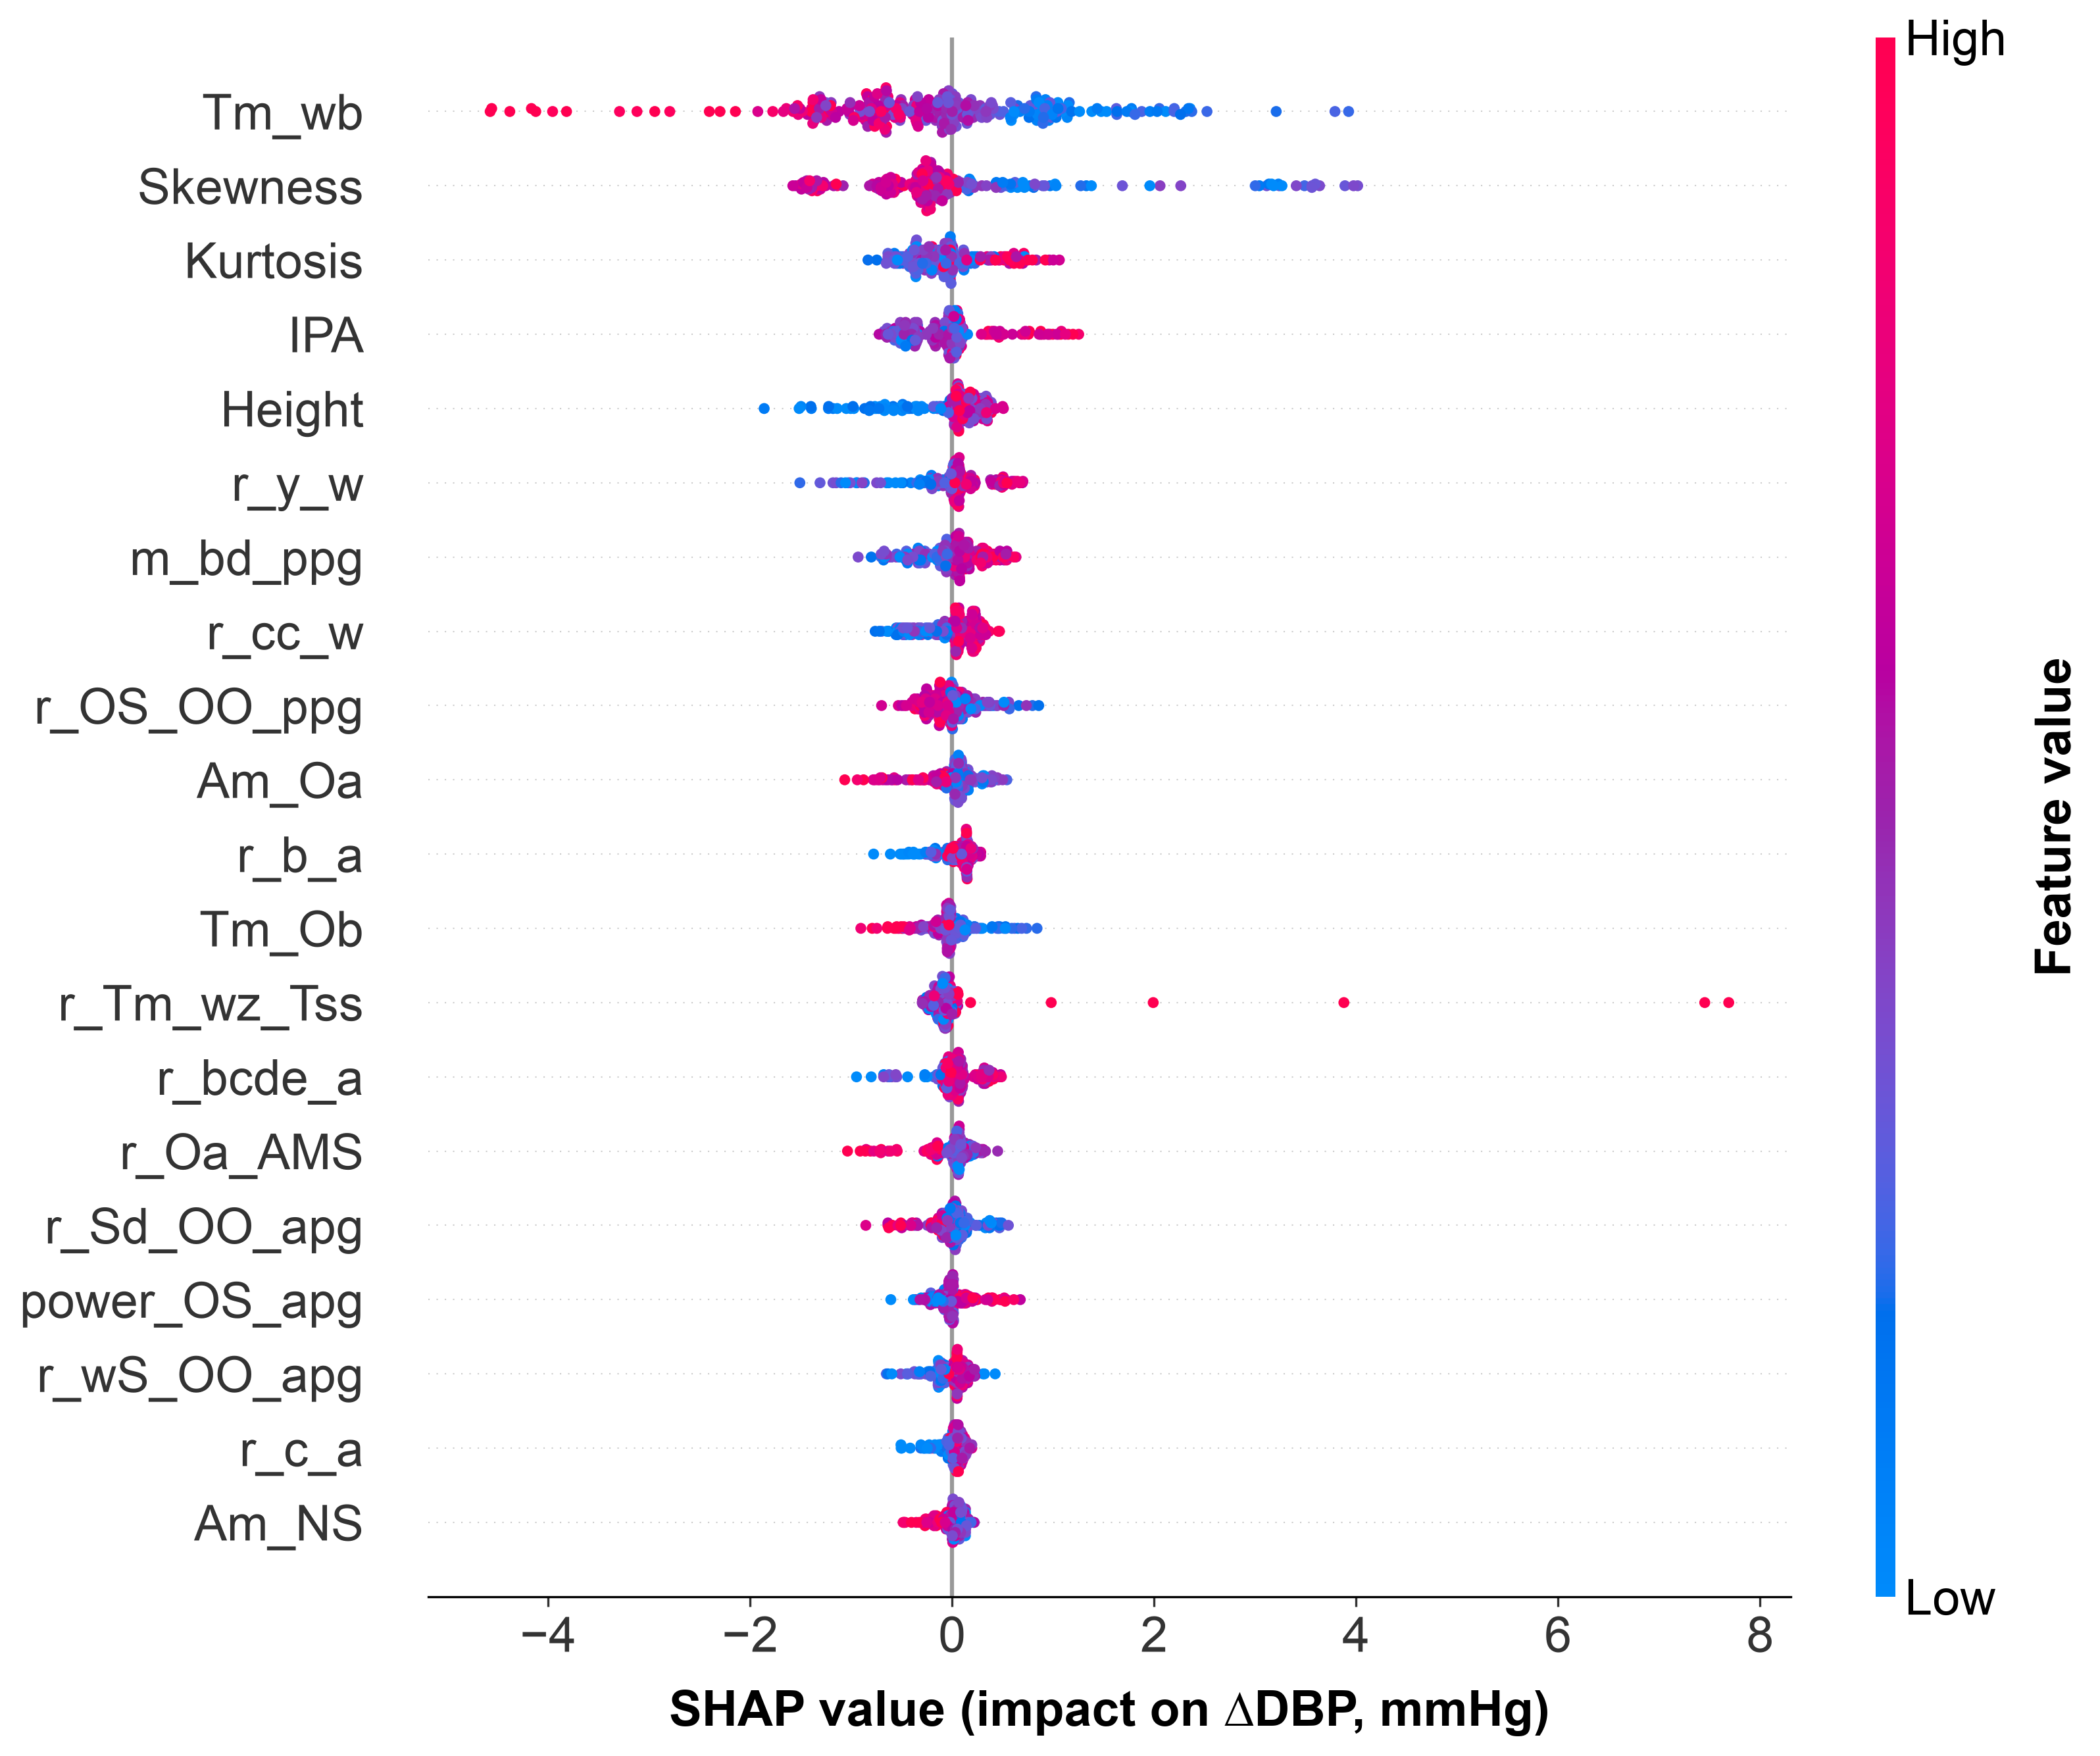 High
Tm_wb
Skewness
Kurtosis
IPA
Height
r_y_w
m_bd_ppg
r_cc_w
r_OS_OO_ppg
Am_Oa
r_b_a
Tm_Ob
r_Tm_wz_Tss
r_bcde_a
r_Oa_AMS
r_Sd_OO_apg
power_OS_apg
r_wS_OO_apg
r_c_a
Am_NS
Feature value
Low
−4 −2 0 2 4 6 8
SHAP value (impact on ΔDBP, mmHg)